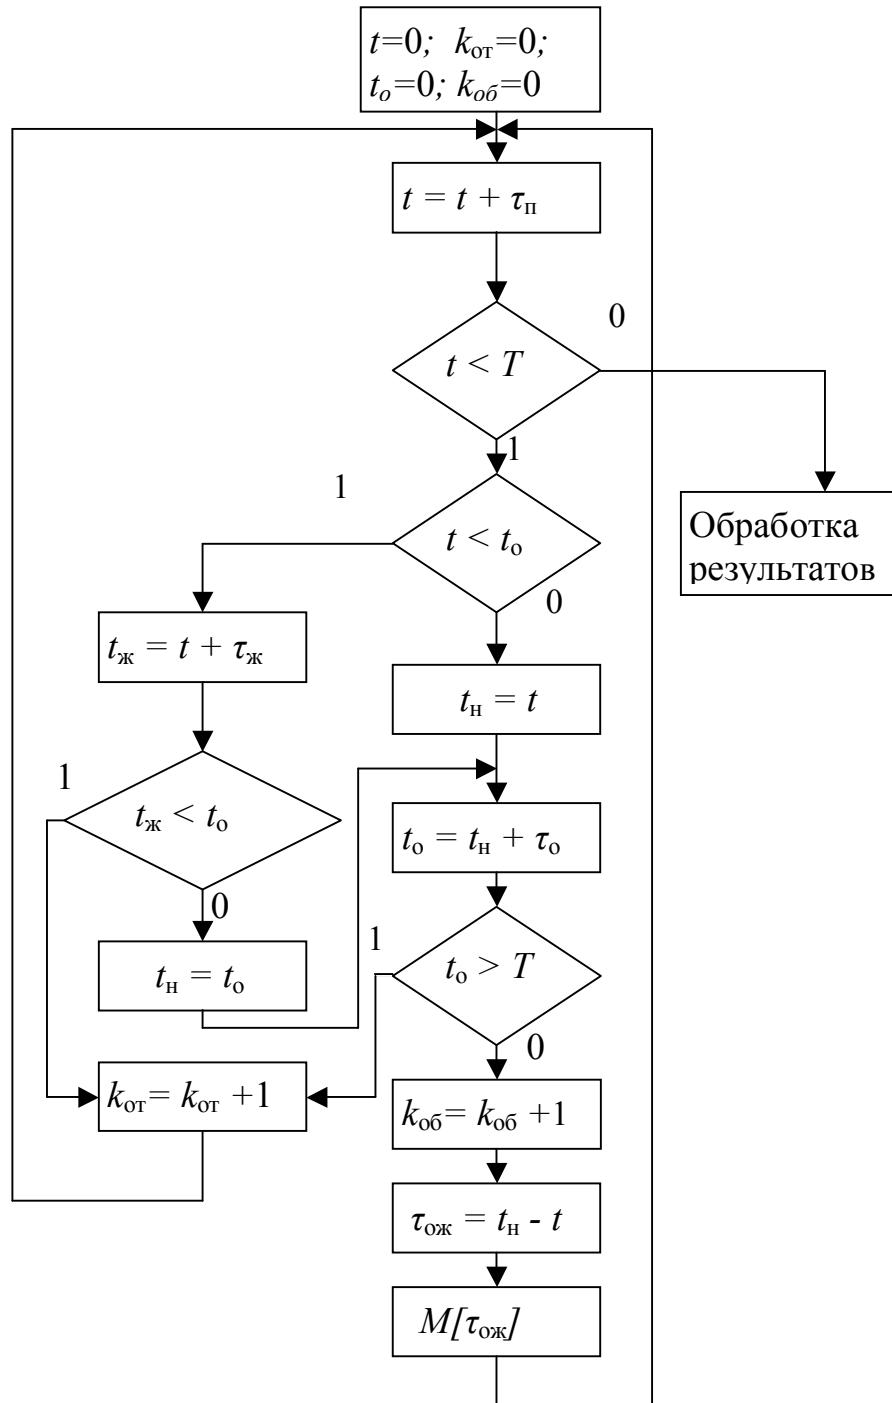 t=0; kот=0;
tо=0; kоб=0
t = t + τп
0
t < T
1
1
t < tо
Обработка
результатов
0
tж = t + τж
tн = t
1
tж < tо
tо = tн + τо
0
1
tн = tо
tо > T
0
kот= kот +1
kоб= kоб +1
τож = tн - t
M[τож]